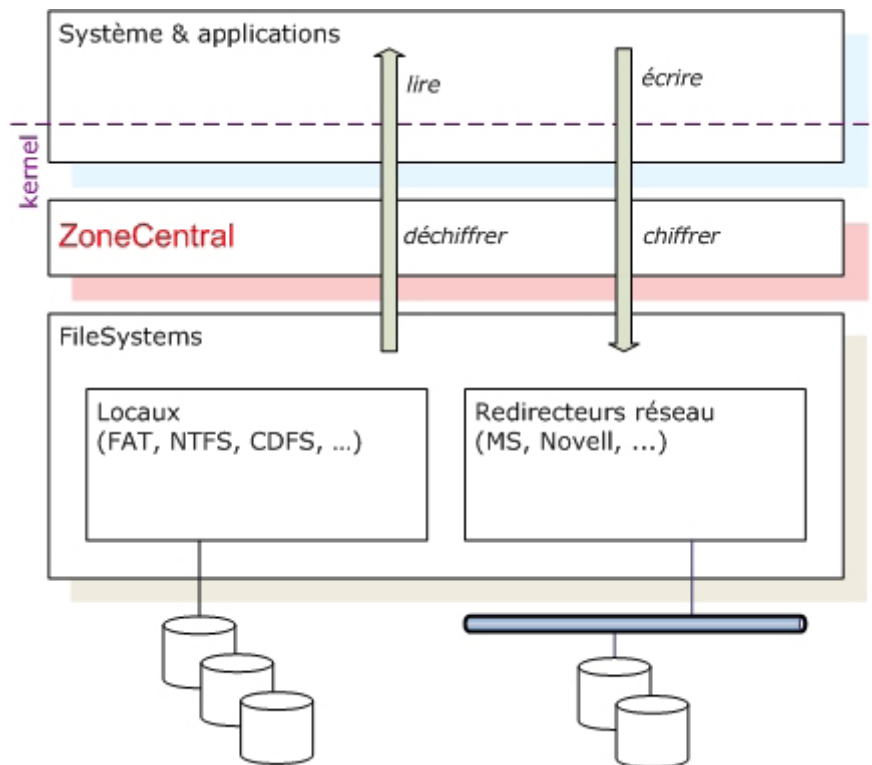 Système & applications
lire
écrire
kernel
ZoneCentral
déchiffrer
chiffrer
FileSystems
Locaux
(FAT, NTFS, CDFS, ...)
Redirecteurs réseau
(MS, Novell, ...)